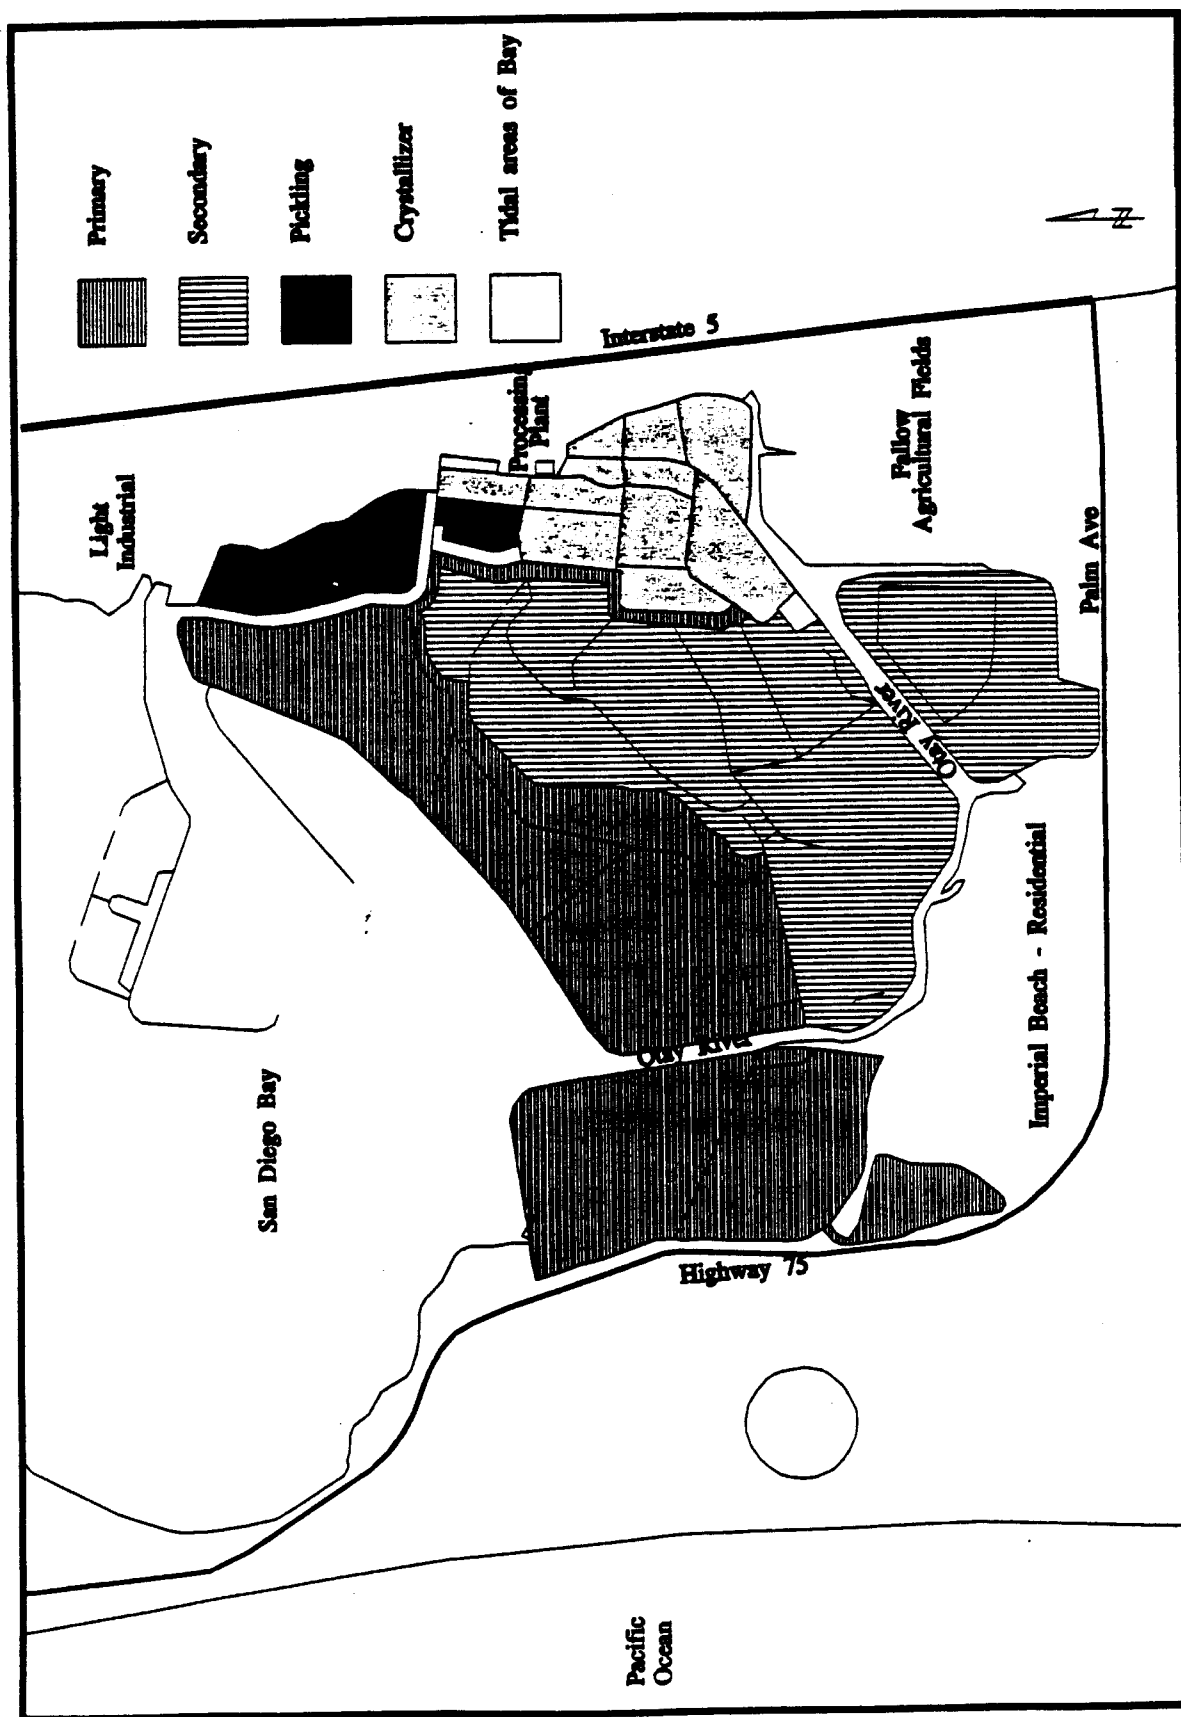 Primary
Secondary
Pickling
Crystallizer
Tidal areas of Bay
N
Interstate 5
Light
Industrial
Processing
Plant
Fallow
Agricultural Fields
Palm Ave
Otay River
San Diego Bay
Otay River
Imperial Beach - Residential
Highway 75
Pacific
Ocean